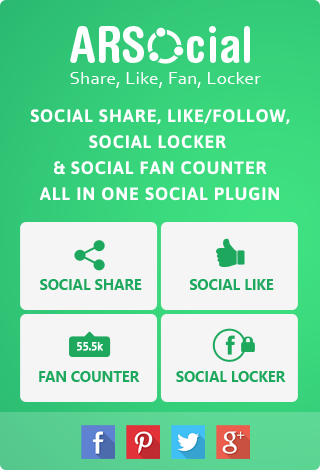 ARSocial
Share, Like, Fan, Locker
SOCIAL SHARE, LIKE/FOLLOW,
SOCIAL LOCKER
& SOCIAL FAN COUNTER
ALL IN ONE SOCIAL PLUGIN
SOCIAL SHARE
SOCIAL LIKE
55.5k
FAN COUNTER
f
SOCIAL LOCKER
f
g+